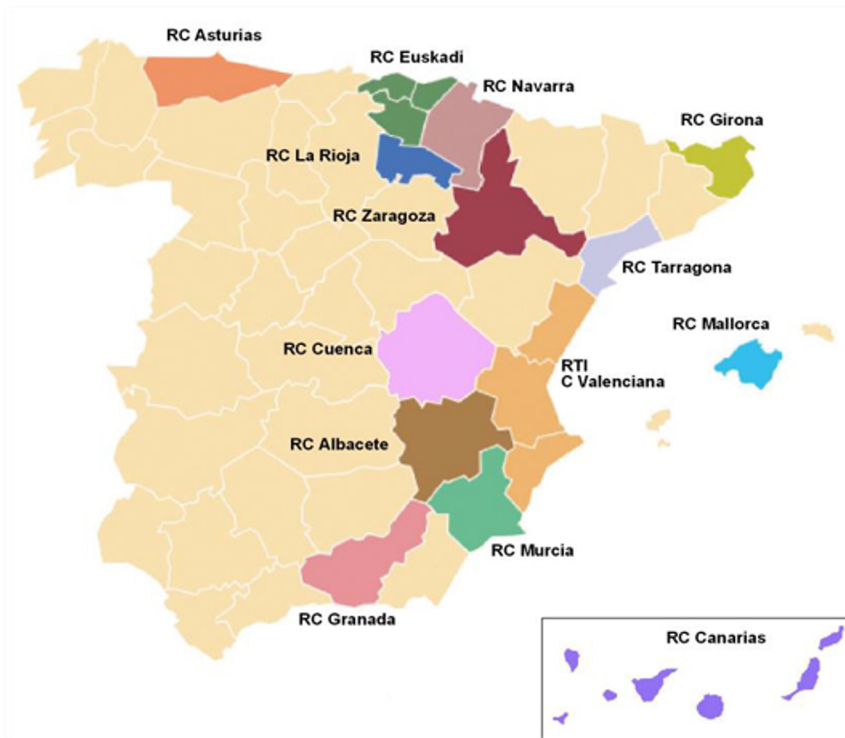 RC Asturias
RC Euskadi
RC Navarra
RC Girona
RC La Rioja
RC Zaragoza
RC Tarragona
RC Mallorca
RC Cuenca
RTI
C Valenciana
RC Albacete
RC Murcia
RC Granada
RC Canarias